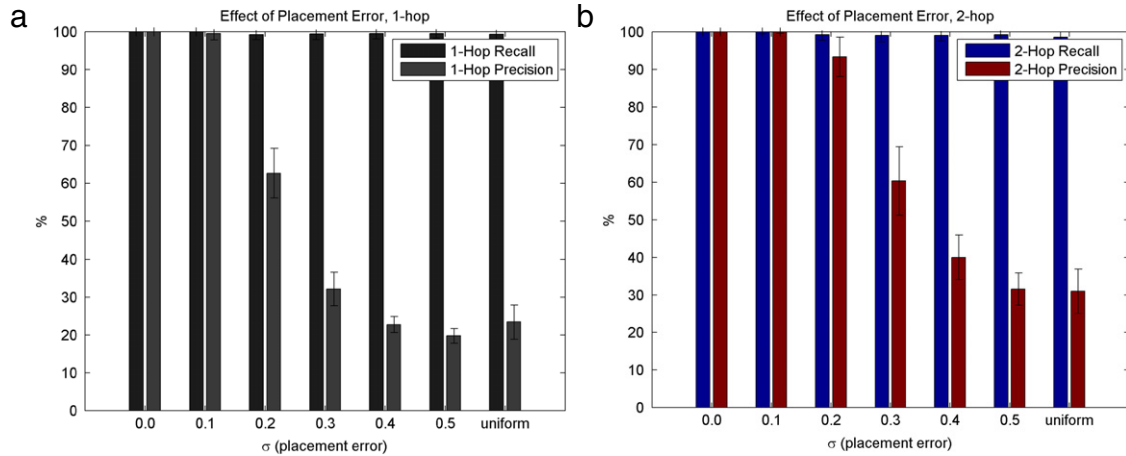 a
Effect of Placement Error, 1-hop
100
90
80
70
60
50
40
30
20
10
0
%
1-Hop Recall
1-Hop Precision
0.0 0.1 0.2 0.3 0.4 0.5 uniform
σ (placement error)
b
Effect of Placement Error, 2-hop
100
90
80
70
60
50
40
30
20
10
0
%
2-Hop Recall
2-Hop Precision
0.0 0.1 0.2 0.3 0.4 0.5 uniform
σ (placement error)